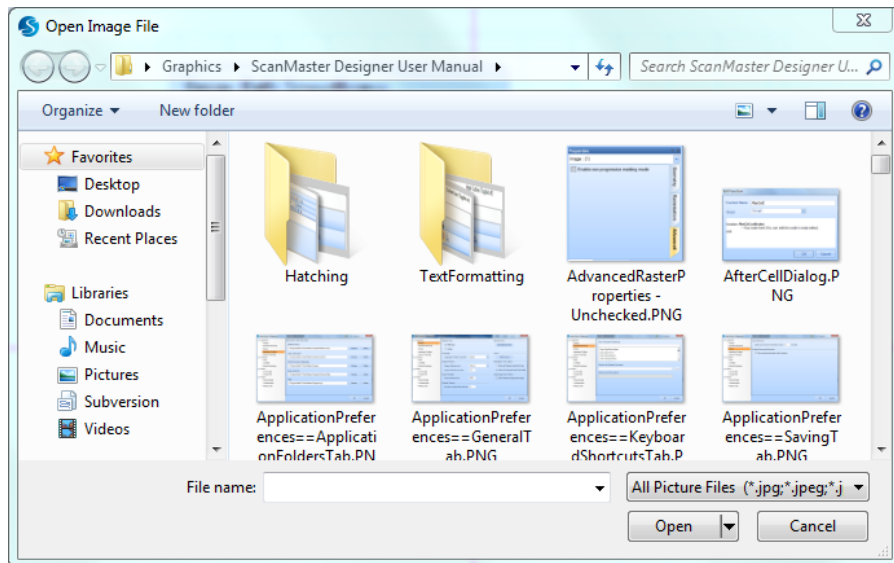 Open Image File
Graphics ScanMaster Designer User Manual
Search ScanMaster Designer U...
Organize New folder
Favorites
Desktop
Downloads
Recent Places
Libraries
Documents
Music
Pictures
Subversion
Videos
Hatching
TextFormatting
AdvancedRasterP
roperties -
Unchecked.PNG
AfterCellDialog.P
NG
ApplicationPrefer
ences==Applicati
onFoldersTab.PN
ApplicationPrefer
ences==GeneralT
ab.PNG
ApplicationPrefer
ences==Keyboar
dShortcutsTab.P
ApplicationPrefer
ences==SavingT
ab.PNG
File name:
All Picture Files (*.jpg;*.jpeg;*.j
Open Cancel